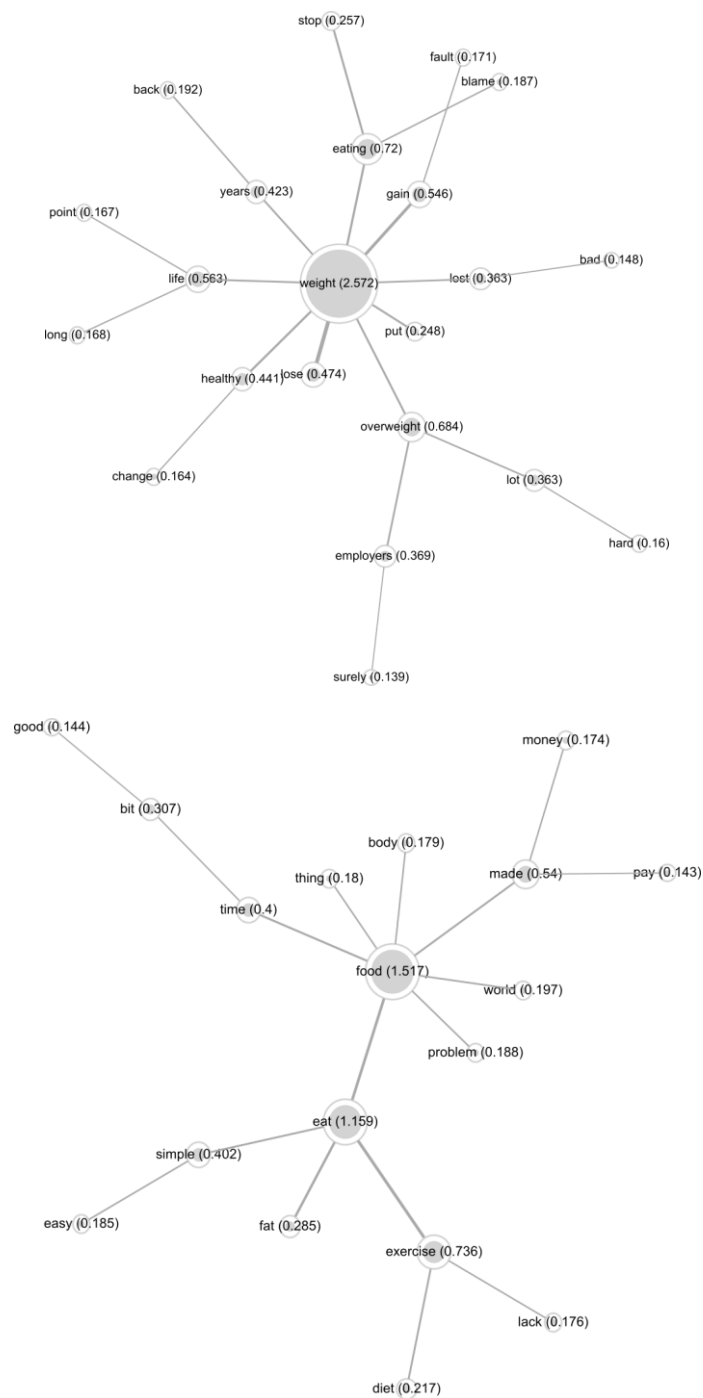 stop (0.257)
fault (0.171)
blame (0.187)
back (0.192)
eating (0.72)
years (0.423)
gain (0.546)
point (0.167)
bad (0.148)
life (0.563)
weight (2.572)
lost (0.363)
put (0.248)
long (0.168)
healthy (0.441)
lose (0.474)
overweight (0.684)
change (0.164)
lot (0.363)
hard (0.16)
employers (0.369)
surely (0.139)
good (0.144)
money (0.174)
bit (0.307)
body (0.179)
thing (0.18)
made (0.54)
pay (0.143)
time (0.4)
food (1.517)
world (0.197)
problem (0.188)
eat (1.159)
simple (0.402)
easy (0.185)
fat (0.285)
exercise (0.736)
lack (0.176)
diet (0.217)